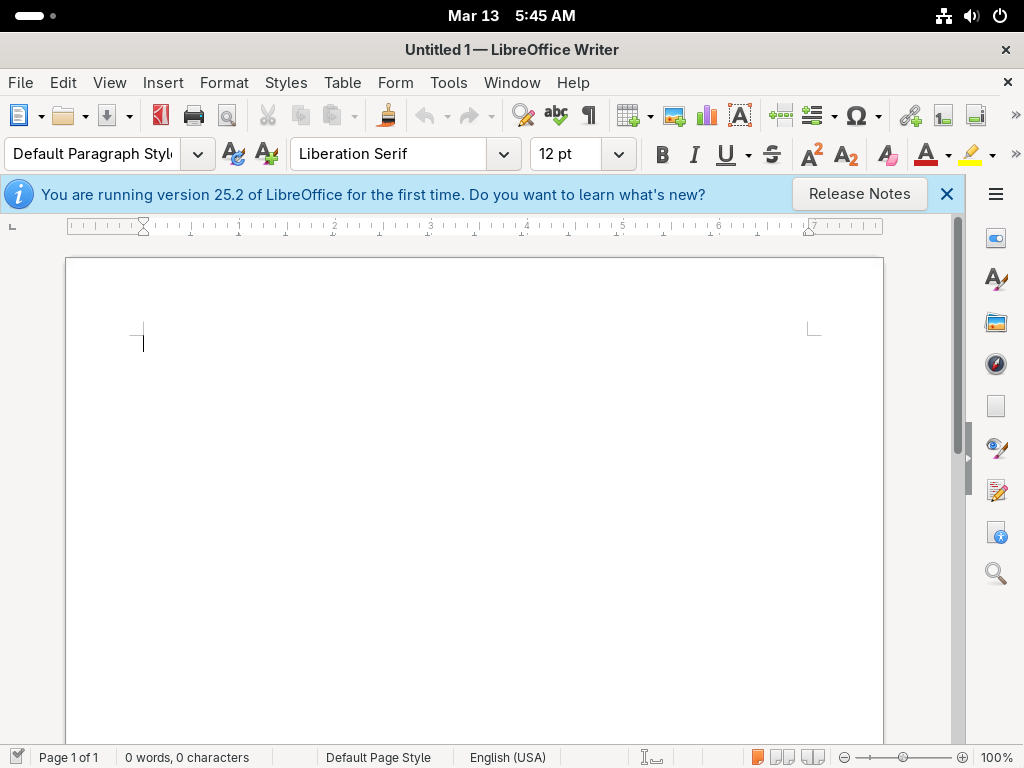 Mar 13 5:45 AM
Untitled 1 — LibreOffice Writer
File Edit View Insert Format Styles Table Form Tools Window Help
Default Paragraph Styl Liberation Serif 12 pt
You are running version 25.2 of LibreOffice for the first time. Do you want to learn what's new? Release Notes
1 2 3 4 5 6 7
Page 1 of 1 0 words, 0 characters Default Page Style English (USA) 100%